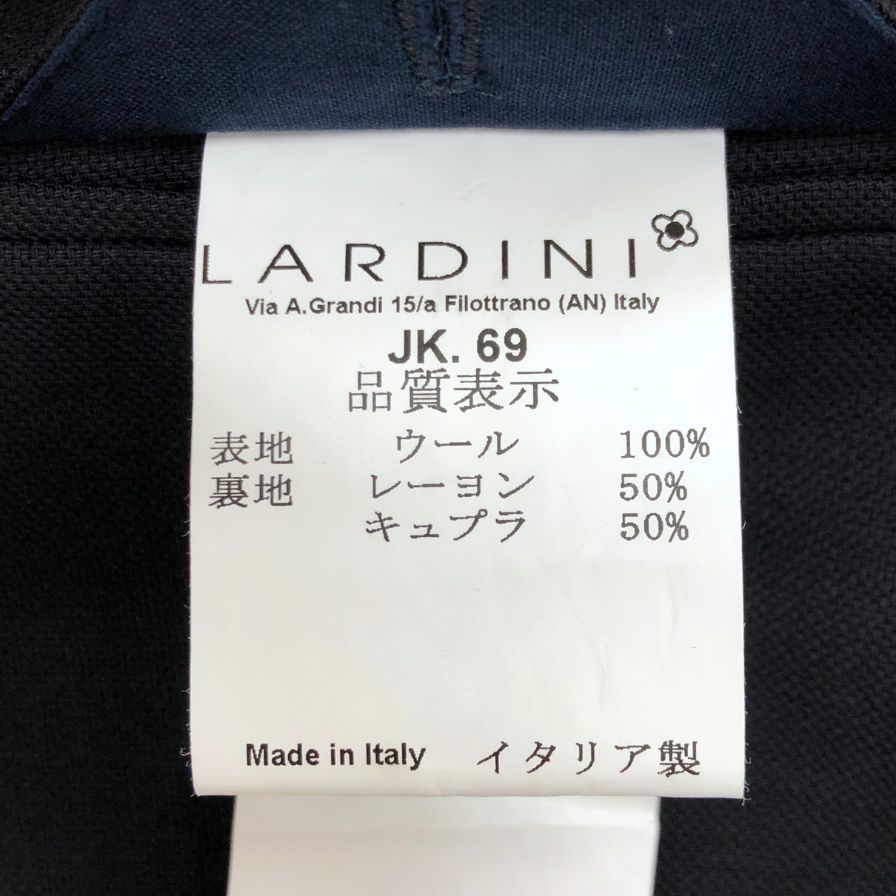 LARDINI
Via A.Grandi 15/a Filottrano (AN) Italy
JK. 69
品質表示
表地 ウール 100%
裏地 レーヨン 50%
キュプラ 50%
Made in Italy イタリア製